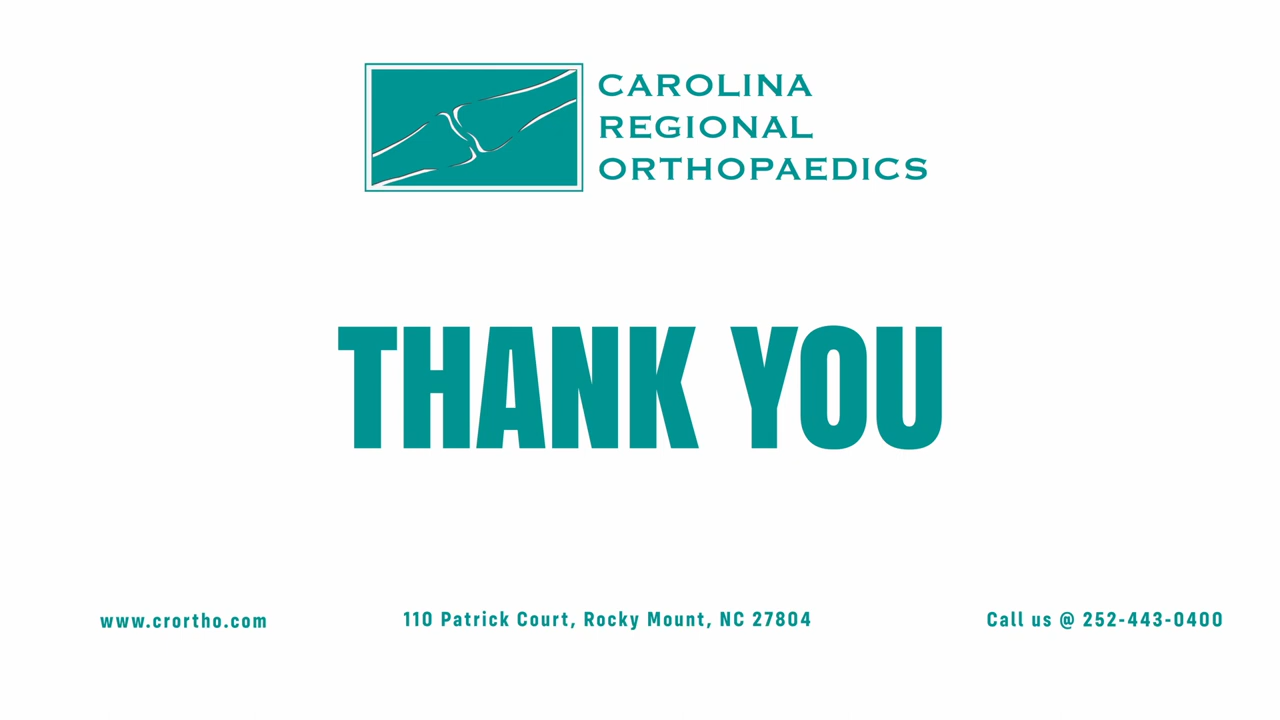 CAROLINA
REGIONAL
ORTHOPAEDICS
THANK YOU
www.crortho.com
110 Patrick Court, Rocky Mount, NC 27804
Call us @ 252-443-0400